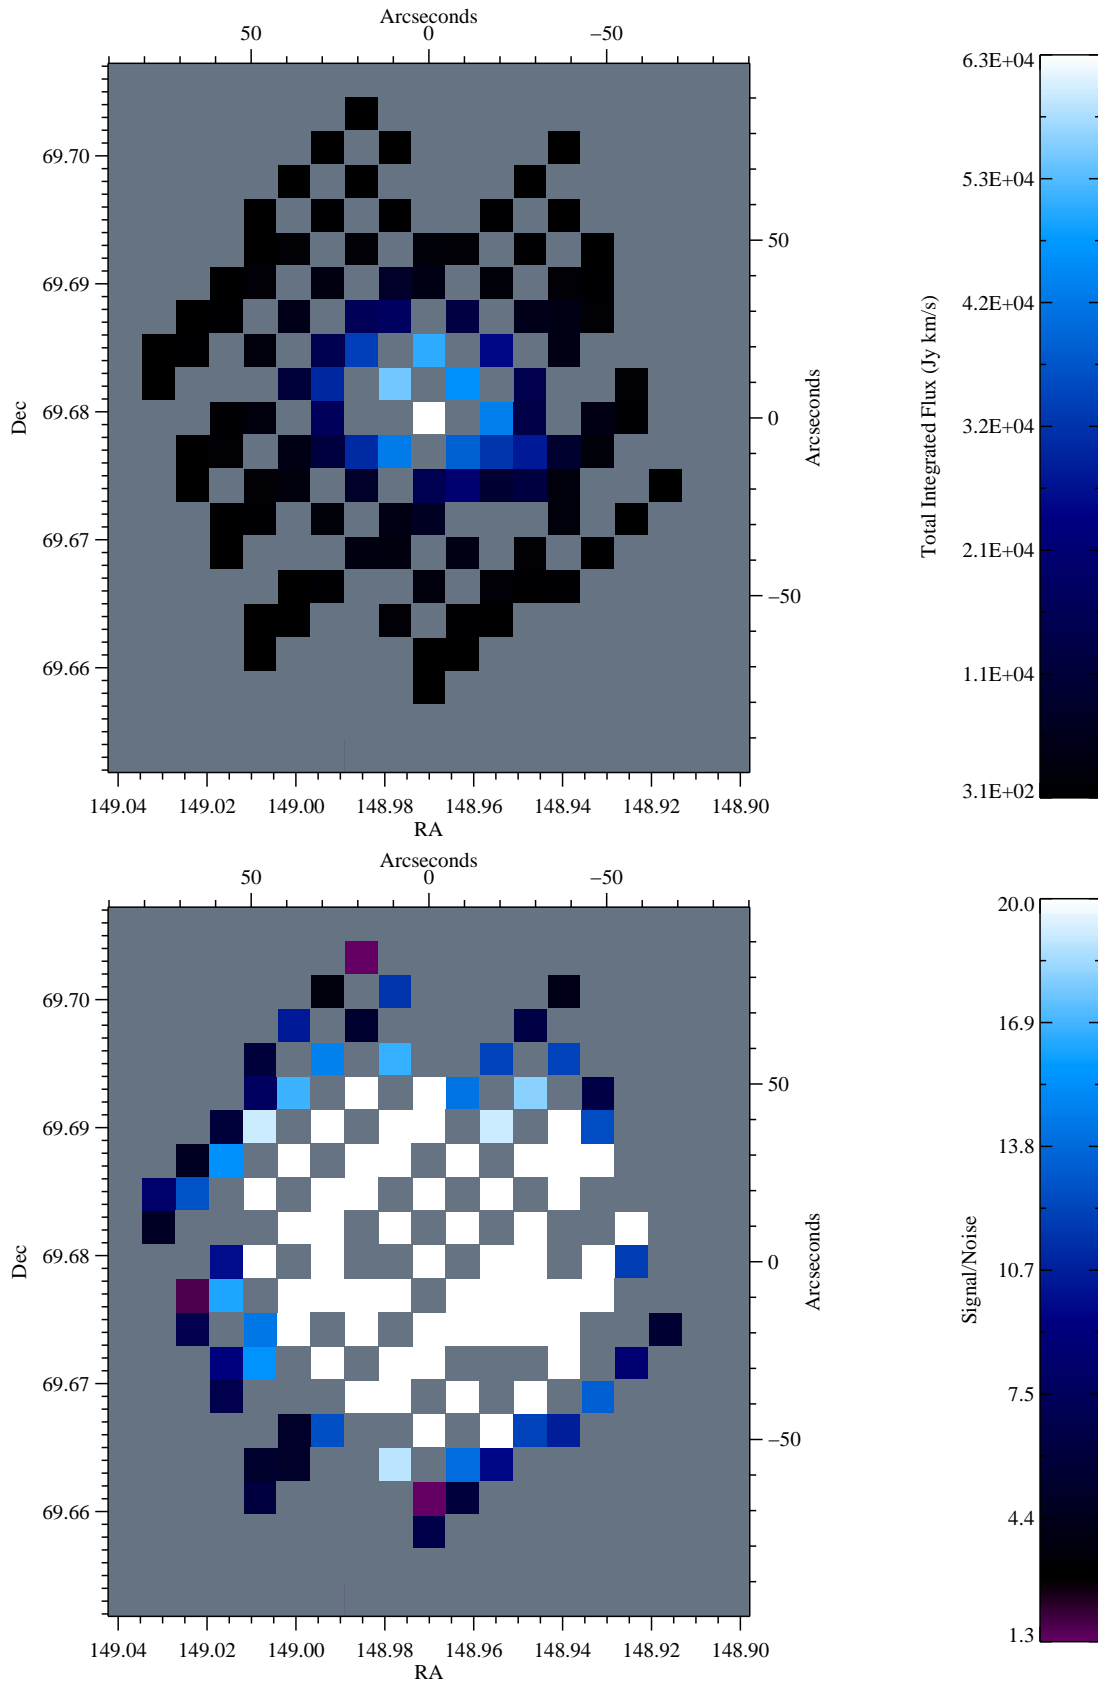 Arcseconds
50 0 −50
69.70
69.69
69.68
69.67
69.66
Dec
50
0
−50
Arcseconds
149.04 149.02 149.00 148.98 148.96 148.94 148.92 148.90
RA
6.3E+04
5.3E+04
4.2E+04
3.2E+04
2.1E+04
1.1E+04
3.1E+02
Total Integrated Flux (Jy km/s)
Arcseconds
50 0 −50
69.70
69.69
69.68
69.67
69.66
Dec
50
0
−50
Arcseconds
149.04 149.02 149.00 148.98 148.96 148.94 148.92 148.90
RA
20.0
16.9
13.8
10.7
7.5
4.4
1.3
Signal/Noise